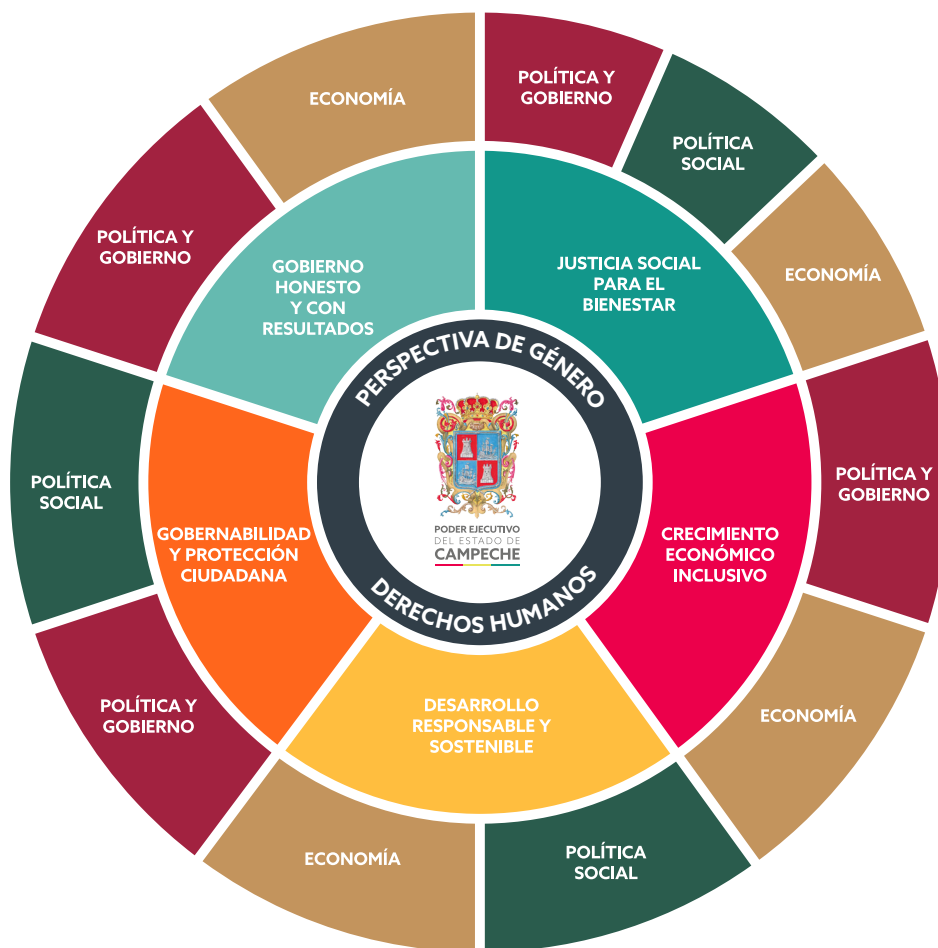 ECONOMÍA
POLÍTICA Y
GOBIERNO
POLÍTICA
SOCIAL
ECONOMÍA
POLÍTICA Y
GOBIERNO
ECONOMÍA
POLÍTICA
SOCIAL
ECONOMÍA
POLÍTICA Y
GOBIERNO
POLÍTICA
SOCIAL
POLÍTICA Y
GOBIERNO
GOBIERNO
HONESTO
Y CON
RESULTADOS
JUSTICIA SOCIAL
PARA EL
BIENESTAR
CRECIMIENTO
ECONÓMICO
INCLUSIVO
DESARROLLO
RESPONSABLE Y
SOSTENIBLE
GOBERNABILIDAD
Y PROTECCIÓN
CIUDADANA
PERSPECTIVA DE GÉNERO
PODER EJECUTIVO
DEL ESTADO DE
CAMPECHE
DERECHOS HUMANOS